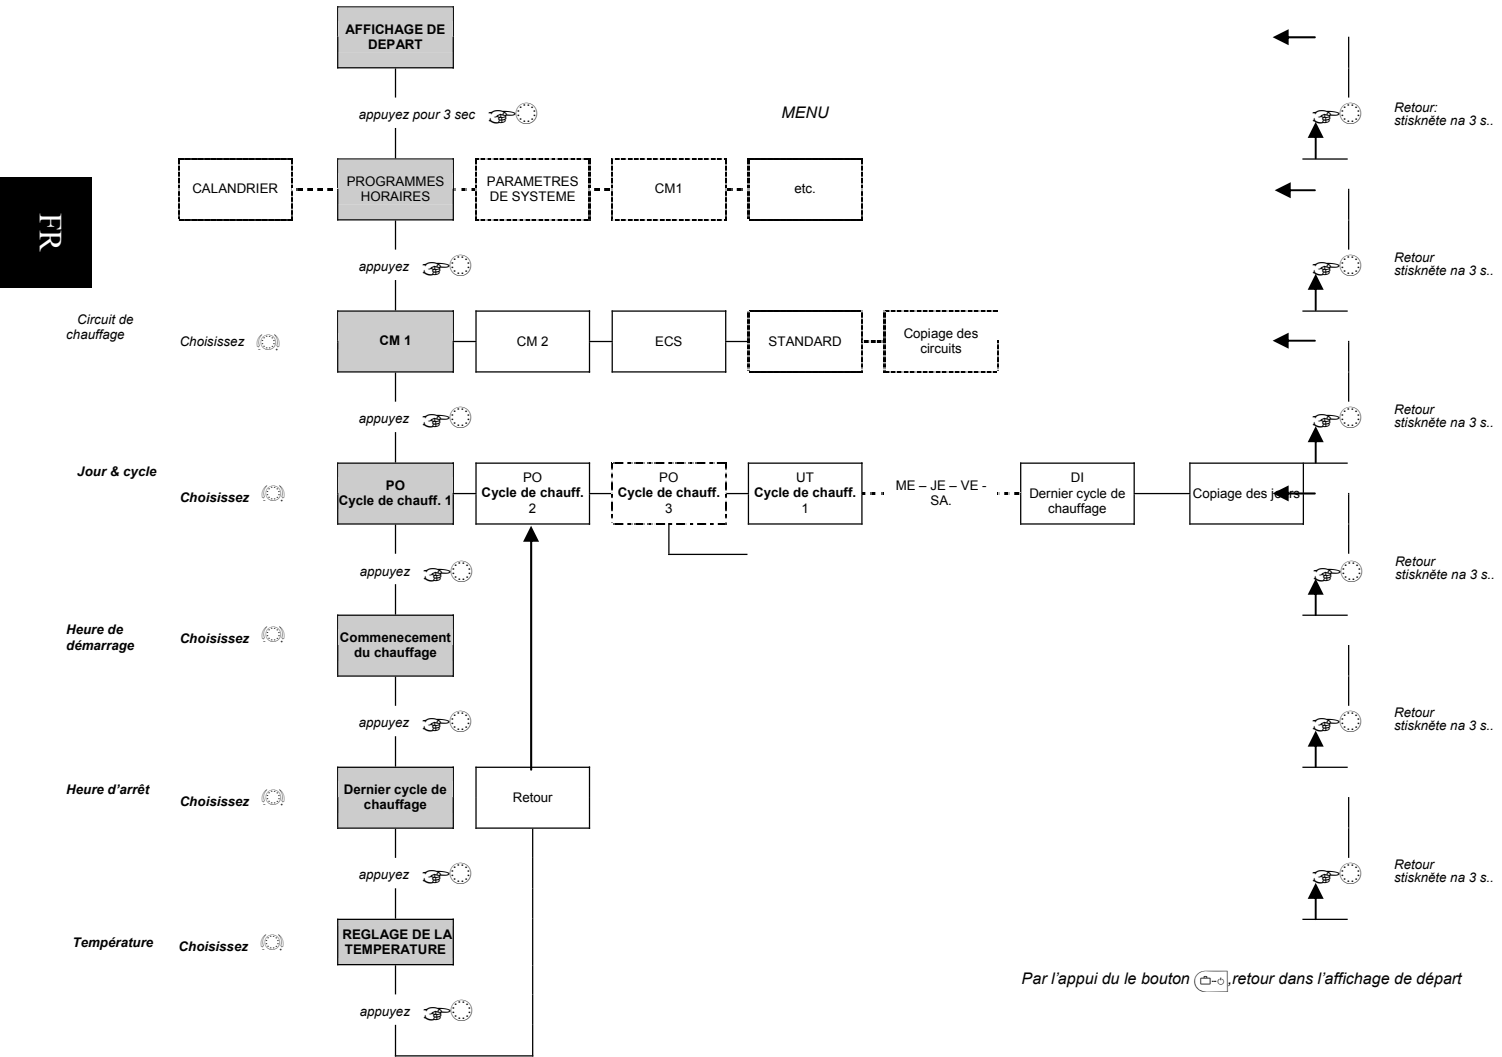 AFFICHAGE DE
DEPART
appuyez pour 3 sec
MENU
Retour:
stiskněte na 3 s..
FR
CALANDRIER
PROGRAMMES
HORAIRES
PARAMETRES
DE SYSTEME
CM1
etc.
appuyez
Retour
stiskněte na 3 s..
Circuit de
chauffage
Choisissez
CM 1
CM 2
ECS
STANDARD
Copiage des
circuits
appuyez
Retour
stiskněte na 3 s..
Jour & cycle
Choisissez
PO
Cycle de chauff. 1
PO
Cycle de chauff.
2
PO
Cycle de chauff.
3
UT
Cycle de chauff.
1
ME – JE – VE -
SA.
DI
Dernier cycle de
chauffage
Copiage des jours
appuyez
Retour
stiskněte na 3 s..
Heure de
démarrage
Choisissez
Commenecement
du chauffage
appuyez
Retour
stiskněte na 3 s..
Heure d'arrêt
Choisissez
Dernier cycle de
chauffage
Retour
appuyez
Retour
stiskněte na 3 s..
Température
Choisissez
REGLAGE DE LA
TEMPERATURE
Par l'appui du le bouton ,retour dans l'affichage de départ
appuyez